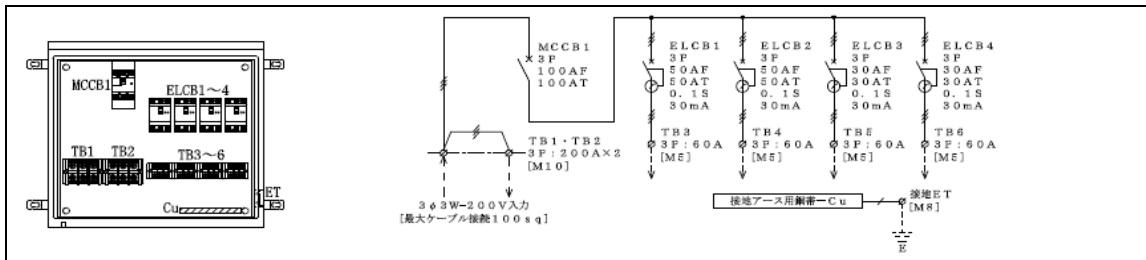 MCCB1
ELCB1~4
TB1
TB2
TB3~6
ET
Cu
MCCB1
3P
100AF
100AT
TB1・TB2
3P:200A×2
[M10]
3φ3W-200V入力
[最大ケーブル接続100sq]
ELCB1
3P
50AF
50AT
0.1S
30mA
TB3
3P:60A
[M5]
ELCB2
3P
50AF
50AT
0.1S
30mA
TB4
3P:60A
[M5]
ELCB3
3P
30AF
30AT
0.1S
30mA
TB5
3P:60A
[M5]
ELCB4
3P
30AF
30AT
0.1S
30mA
TB6
3P:60A
[M5]
接地アース用銅帯-Cu
接地ET
[M8]
E